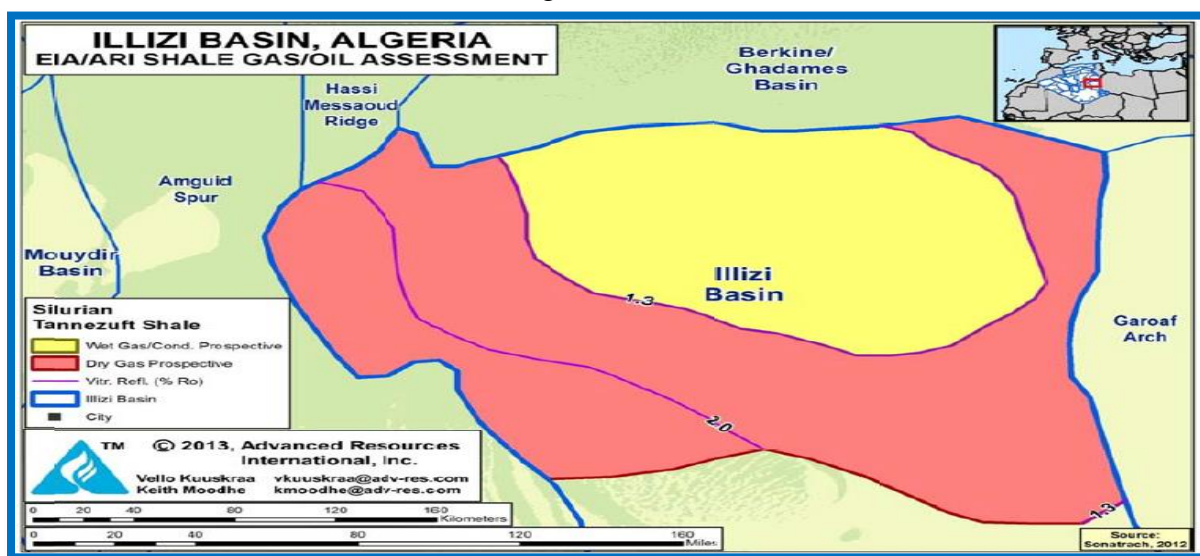 ILLIZI BASIN, ALGERIA
EIA/ARI SHALE GAS/OIL ASSESSMENT
Hassi
Messaoud
Ridge
Berkine/
Ghadames
Basin
Amguid
Spur
Mouydir
Basin
Illizi
Basin
1.3
Garoaf
Arch
2.0
1.3
Silurian
Tannezuft Shale
Wet Gas/Cond. Prospective
Dry Gas Prospective
Vitr. Refl. (% Ro)
Illizi Basin
City
TM © 2013, Advanced Resources
International, Inc.
Vello Kuuskraa vkuuskraa@adv-res.com
Keith Moodhe kmoodhe@adv-res.com
0 20 40 80 120 160
Kilometers
0 20 40 80 120 160
Miles
Source:
Sonatrach, 2012